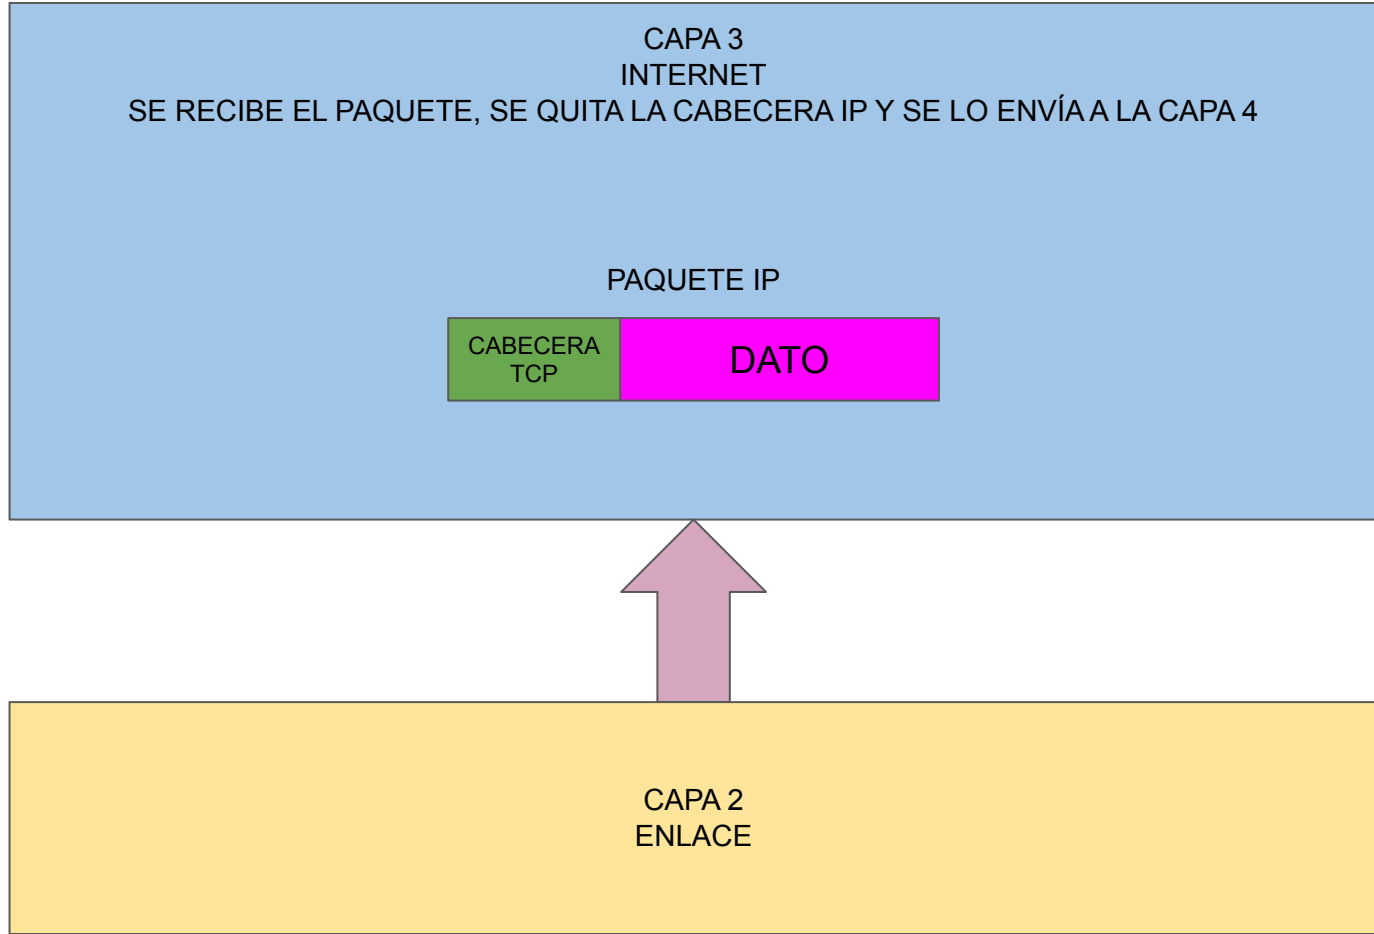 CAPA 3
INTERNET
SE RECIBE EL PAQUETE, SE QUITA LA CABECERA IP Y SE LO ENVÍA A LA CAPA 4
PAQUETE IP
CABECERA
TCP
DATO
CAPA 2
ENLACE